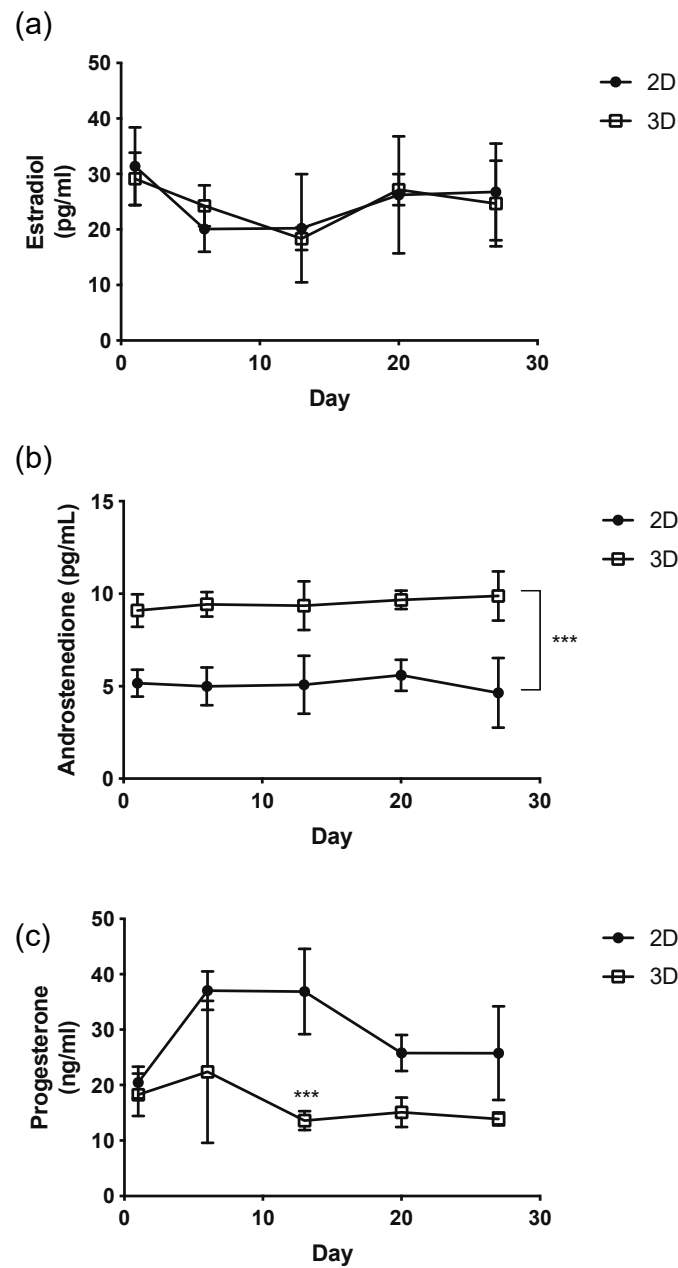 (a)
50
40
30
20
10
0
Estradiol
(pg/ml)
0 10 20 30
Day
2D
3D
(b)
15
10
5
0
Androstenedione (pg/mL)
0 10 20 30
Day
2D
3D
***
(c)
50
40
30
20
10
0
Progesterone
(ng/ml)
***
0 10 20 30
Day
2D
3D